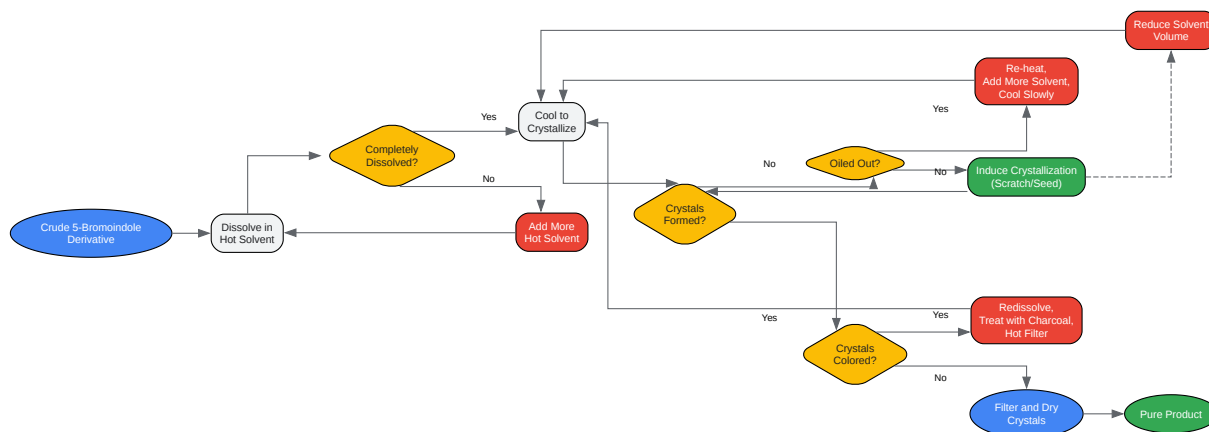 Reduce Solvent
Volume
Re-heat,
Add More Solvent,
Cool Slowly
Yes
Cool to
Crystallize
Yes
Completely
Dissolved?
No
Oiled Out?
No
Induce Crystallization
(Scratch/Seed)
No
Crystals
Formed?
Crude 5-Bromoindole
Derivative
Dissolve in
Hot Solvent
Add More
Hot Solvent
Redissolve,
Treat with Charcoal,
Hot Filter
Yes
Yes
Crystals
Colored?
No
Filter and Dry
Crystals
Pure Product